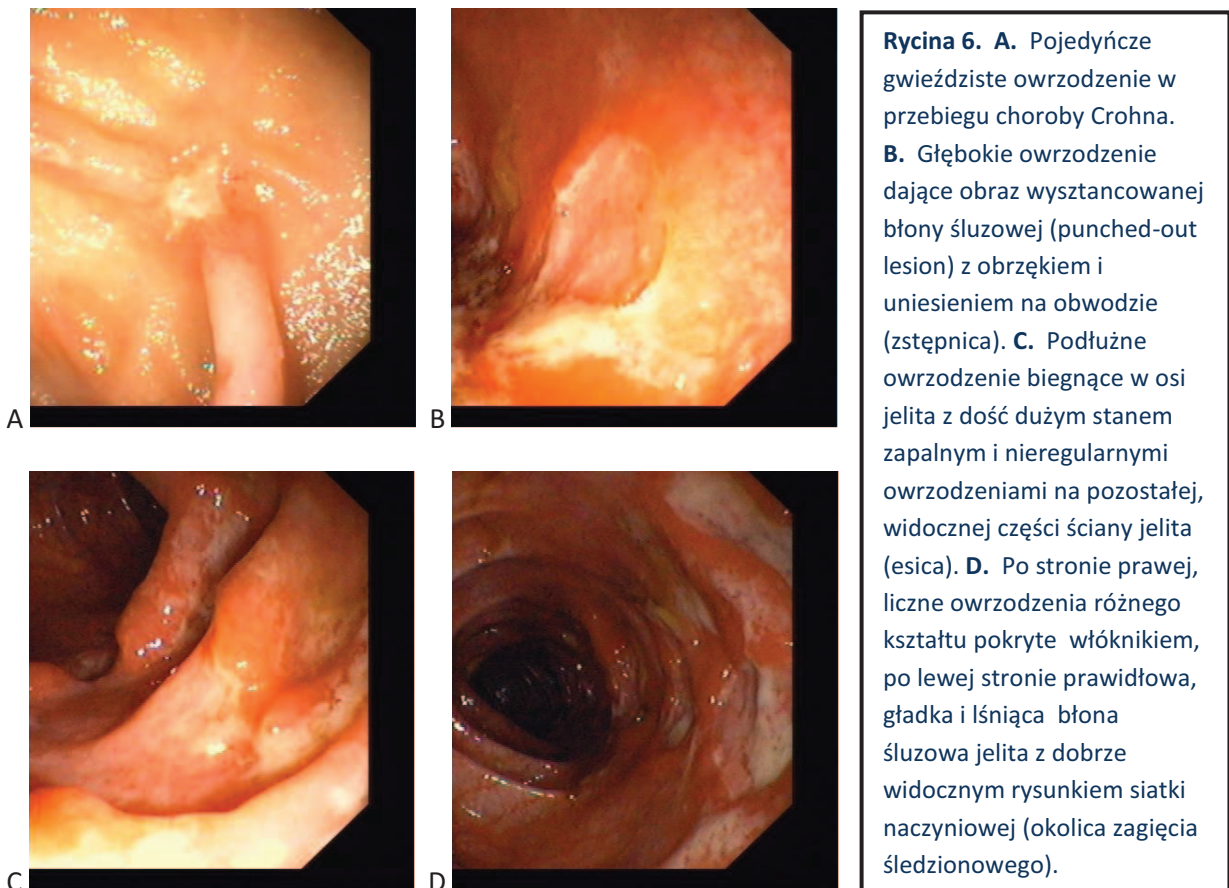 Rycina 6. A. Pojedyńcze
gwieździste owrzodzenie w
przebiegu choroby Crohna.
B. Głębokie owrzodzenie
dające obraz wysztancowanej
błony śluzowej (punched-out
lesion) z obrzękiem i
uniesieniem na obwodzie
(zstępnica). C. Podłużne
owrzodzenie biegnące w osi
jelita z dość dużym stanem
zapalnym i nieregularnymi
owrzodzeniami na pozostałej,
widocznej części ściany jelita
(esica). D. Po stronie prawej,
liczne owrzodzenia różnego
kształtu pokryte włóknikiem,
po lewej stronie prawidłowa,
gładka i lśniąca błona
śluzowa jelita z dobrze
widocznym rysunkiem siatki
naczyniowej (okolica zagięcia
śledzionowego).
A
B
C
D